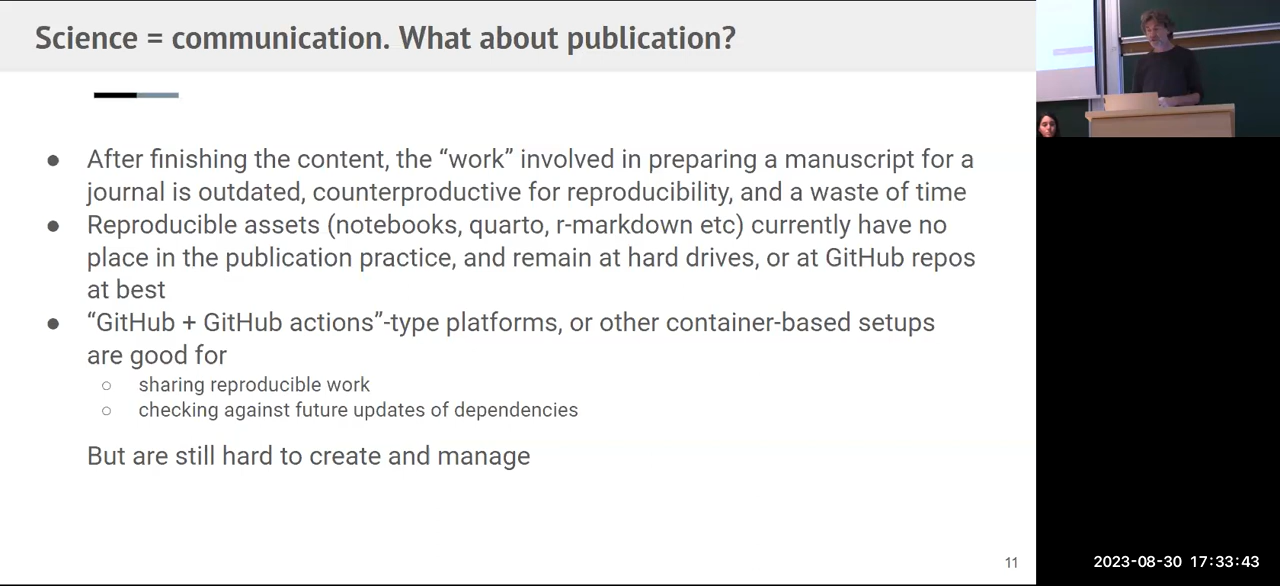 Science = communication. What about publication?
● After finishing the content, the “work” involved in preparing a manuscript for a
journal is outdated, counterproductive for reproducibility, and a waste of time
● Reproducible assets (notebooks, quarto, r-markdown etc) currently have no
place in the publication practice, and remain at hard drives, or at GitHub repos
at best
● “GitHub + GitHub actions”-type platforms, or other container-based setups
are good for
○ sharing reproducible work
○ checking against future updates of dependencies
But are still hard to create and manage
11
2023-08-30 17:33:43